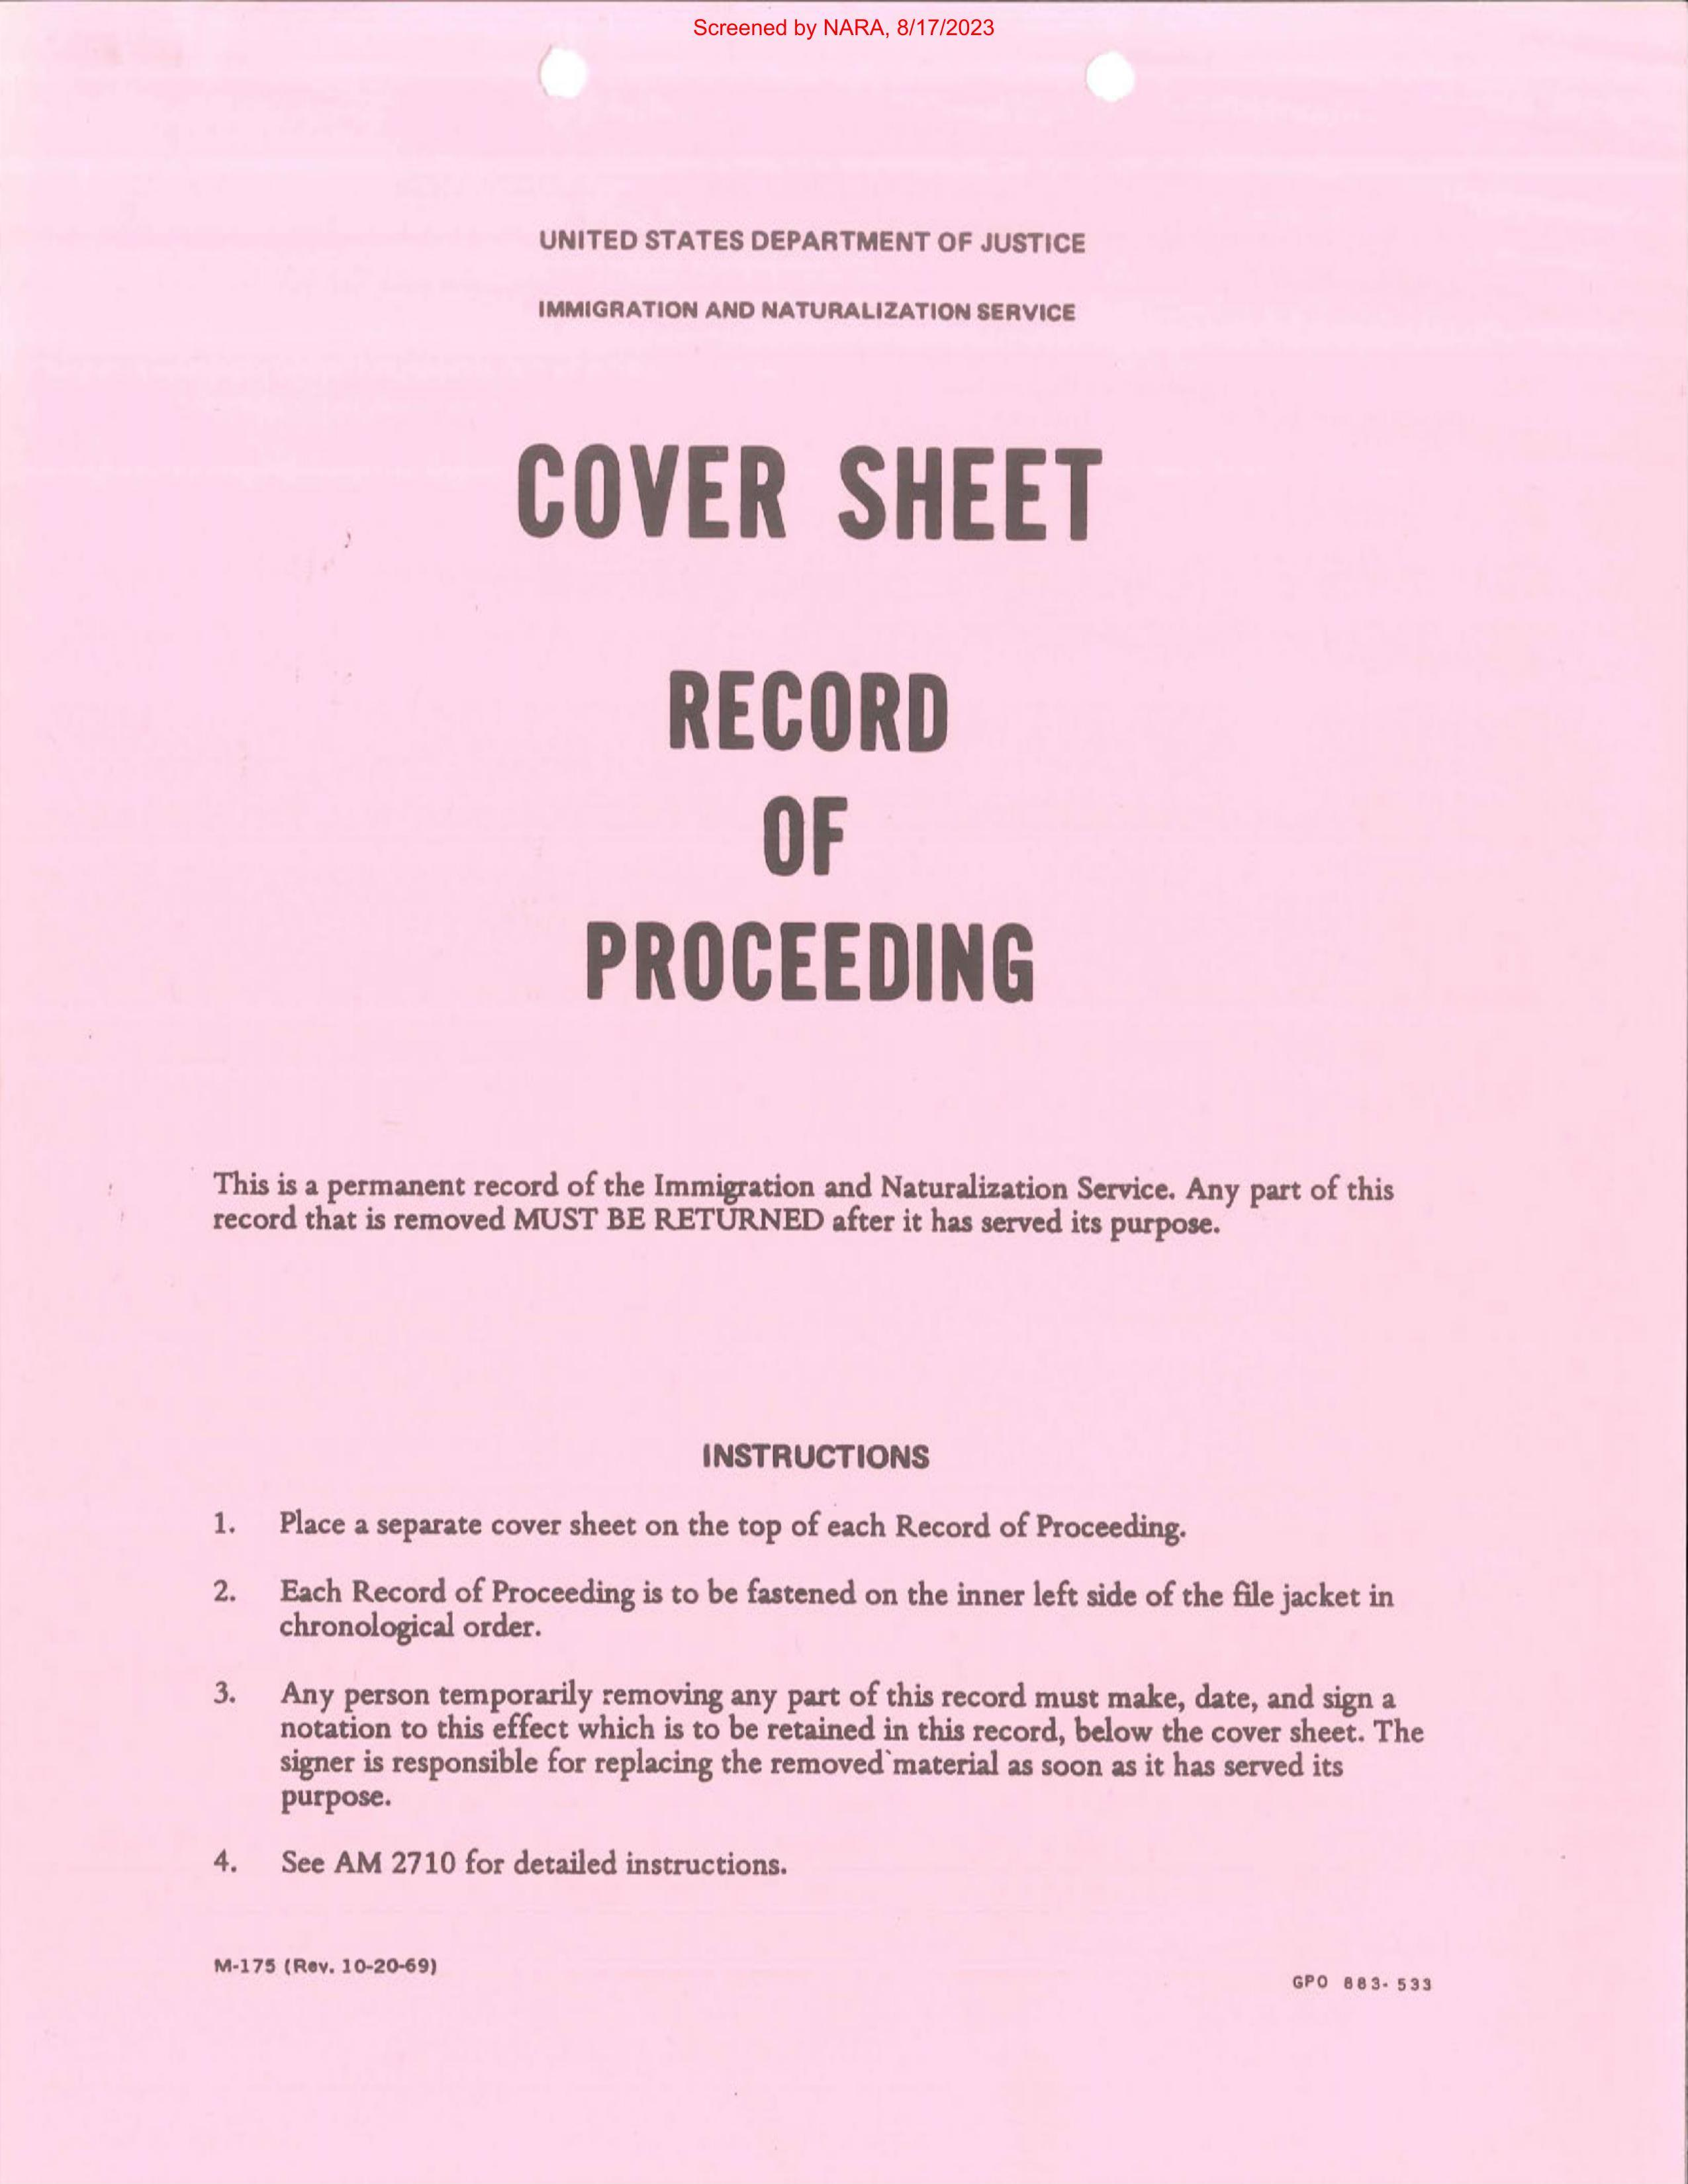 Screened by NARA, 8/17/2023
UNITED STATES DEPARTMENT OF JUSTICE
IMMIGRATION AND NATURALIZATION SERVICE
COVER SHEET
RECORD
OF
PROCEEDING
This is a permanent record of the Immigration and Naturalization Service. Any part of this
record that is removed MUST BE RETURNED after it has served its purpose.
INSTRUCTIONS
1. Place a separate cover sheet on the top of each Record of Proceeding.
2. Each Record of Proceeding is to be fastened on the inner left side of the file jacket in
chronological order.
3. Any person temporarily removing any part of this record must make, date, and sign a
notation to this effect which is to be retained in this record, below the cover sheet. The
signer is responsible for replacing the removed material as soon as it has served its
purpose.
4. See AM 2710 for detailed instructions.
M-175 (Rev. 10-20-69)
GPO 883-533